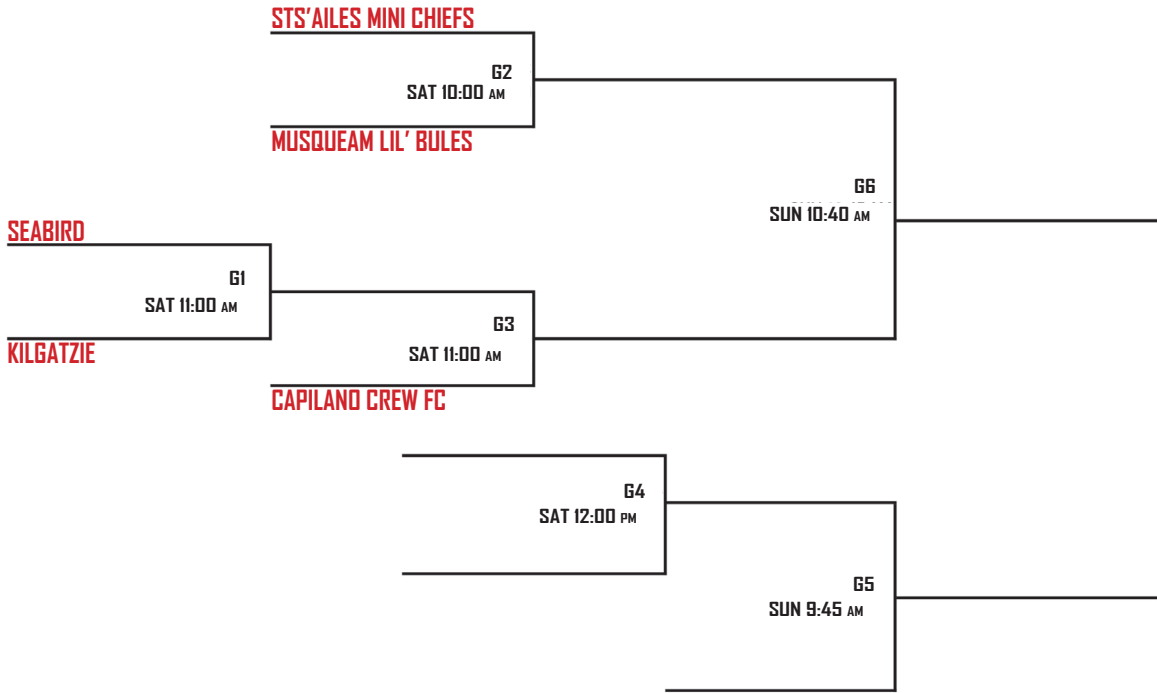 STS'AILES MINI CHIEFS
G2
SAT 10:00 AM
MUSQUEAM LIL' BULES
G6
SUN 10:40 AM
SEABIRD
G1
SAT 11:00 AM
KILGATZIE
G3
SAT 11:00 AM
CAPILANO CREW FC
G4
SAT 12:00 PM
G5
SUN 9:45 AM